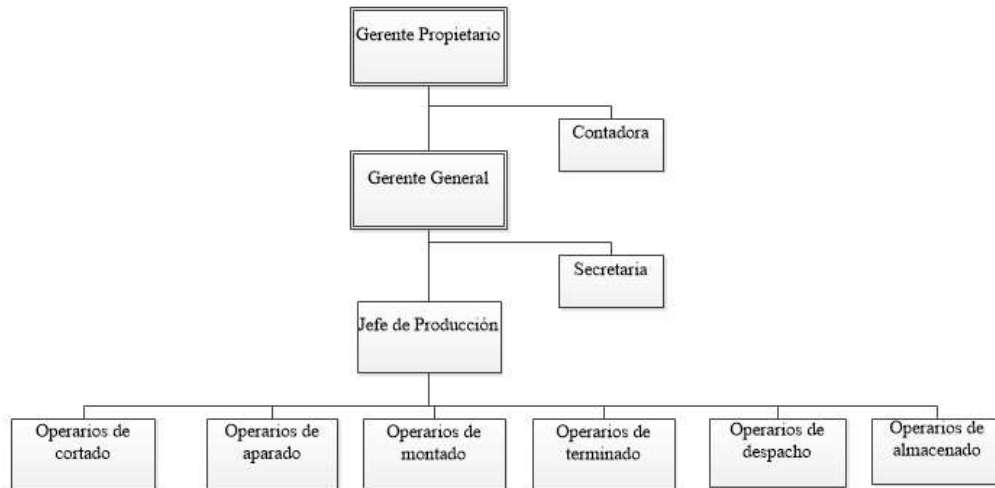 Gerente Propietario
Contadora
Gerente General
Secretaria
Jefe de Producción
Operarios de
cortado
Operarios de
aparado
Operarios de
montado
Operarios de
terminado
Operarios de
despacho
Operarios de
almacenado